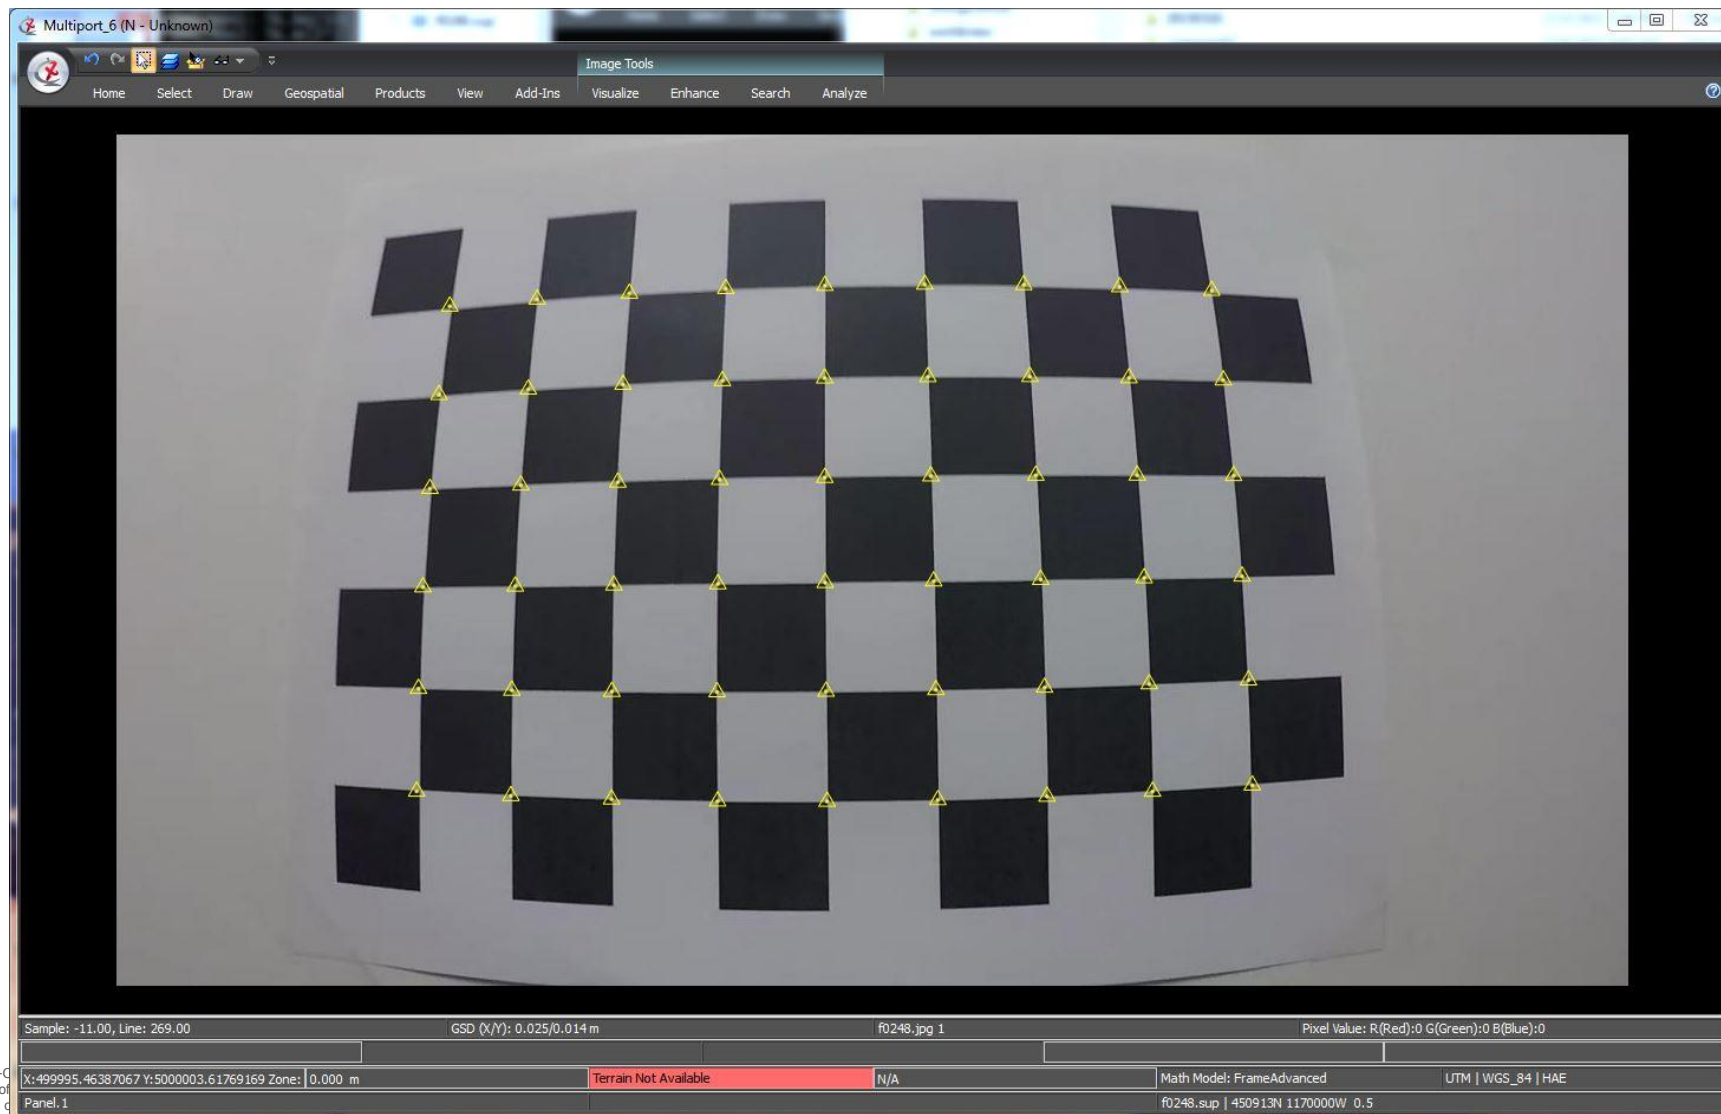 Multiport_6 (N - Unknown)
Image Tools
Home Select Draw Geospatial Products View Add-Ins Visualize Enhance Search Analyze
Sample: -11.00, Line: 269.00 GSD (X/Y): 0.025/0.014 m f0248.jpg 1 Pixel Value: R(Red):0 G(Green):0 B(Blue):0
X:499995.46387067 Y:5000003.61769169 Zone: 0.000 m Terrain Not Available N/A Math Model: FrameAdvanced UTM | WGS_84 | HAE
Panel.1 f0248.sup | 450913N 1170000W 0.5